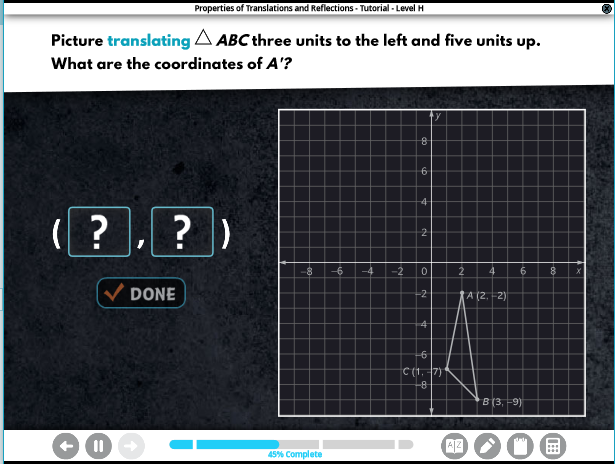 Properties of Translations and Reflections - Tutorial - Level H
Picture translating △ ABC three units to the left and five units up.
What are the coordinates of A'?
( ? , ? )
DONE
y
8
6
4
2
-8 -6 -4 -2 0 2 4 6 8 x
-2
A (2, -2)
-4
-6
C (1, -7)
-8
B (3, -9)
45% Complete
A Z